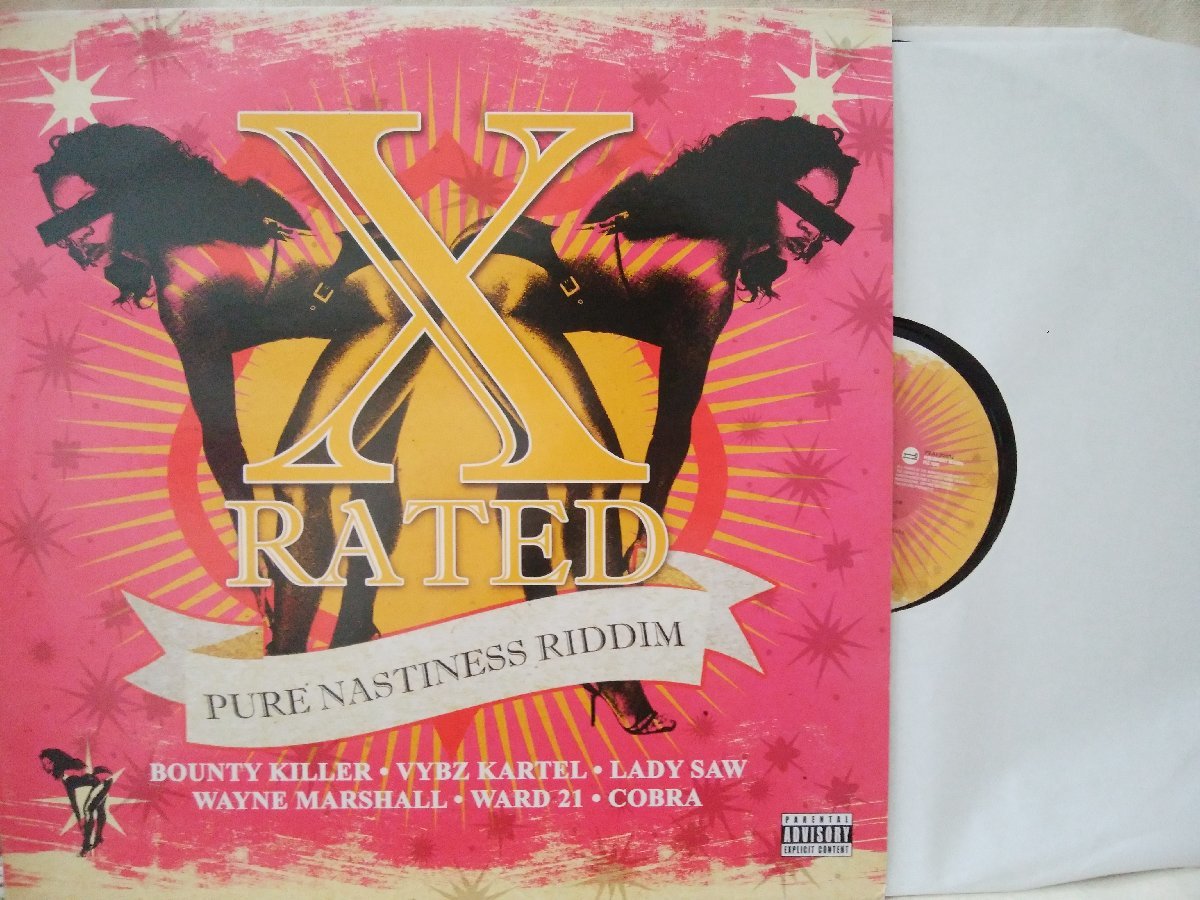 X
RATED
PURE NASTINESS RIDDIM
BOUNTY KILLER • VYBZ KARTEL • LADY SAW
WAYNE MARSHALL • WARD 21 • COBRA
PARENTAL
ADVISORY
EXPLICIT CONTENT